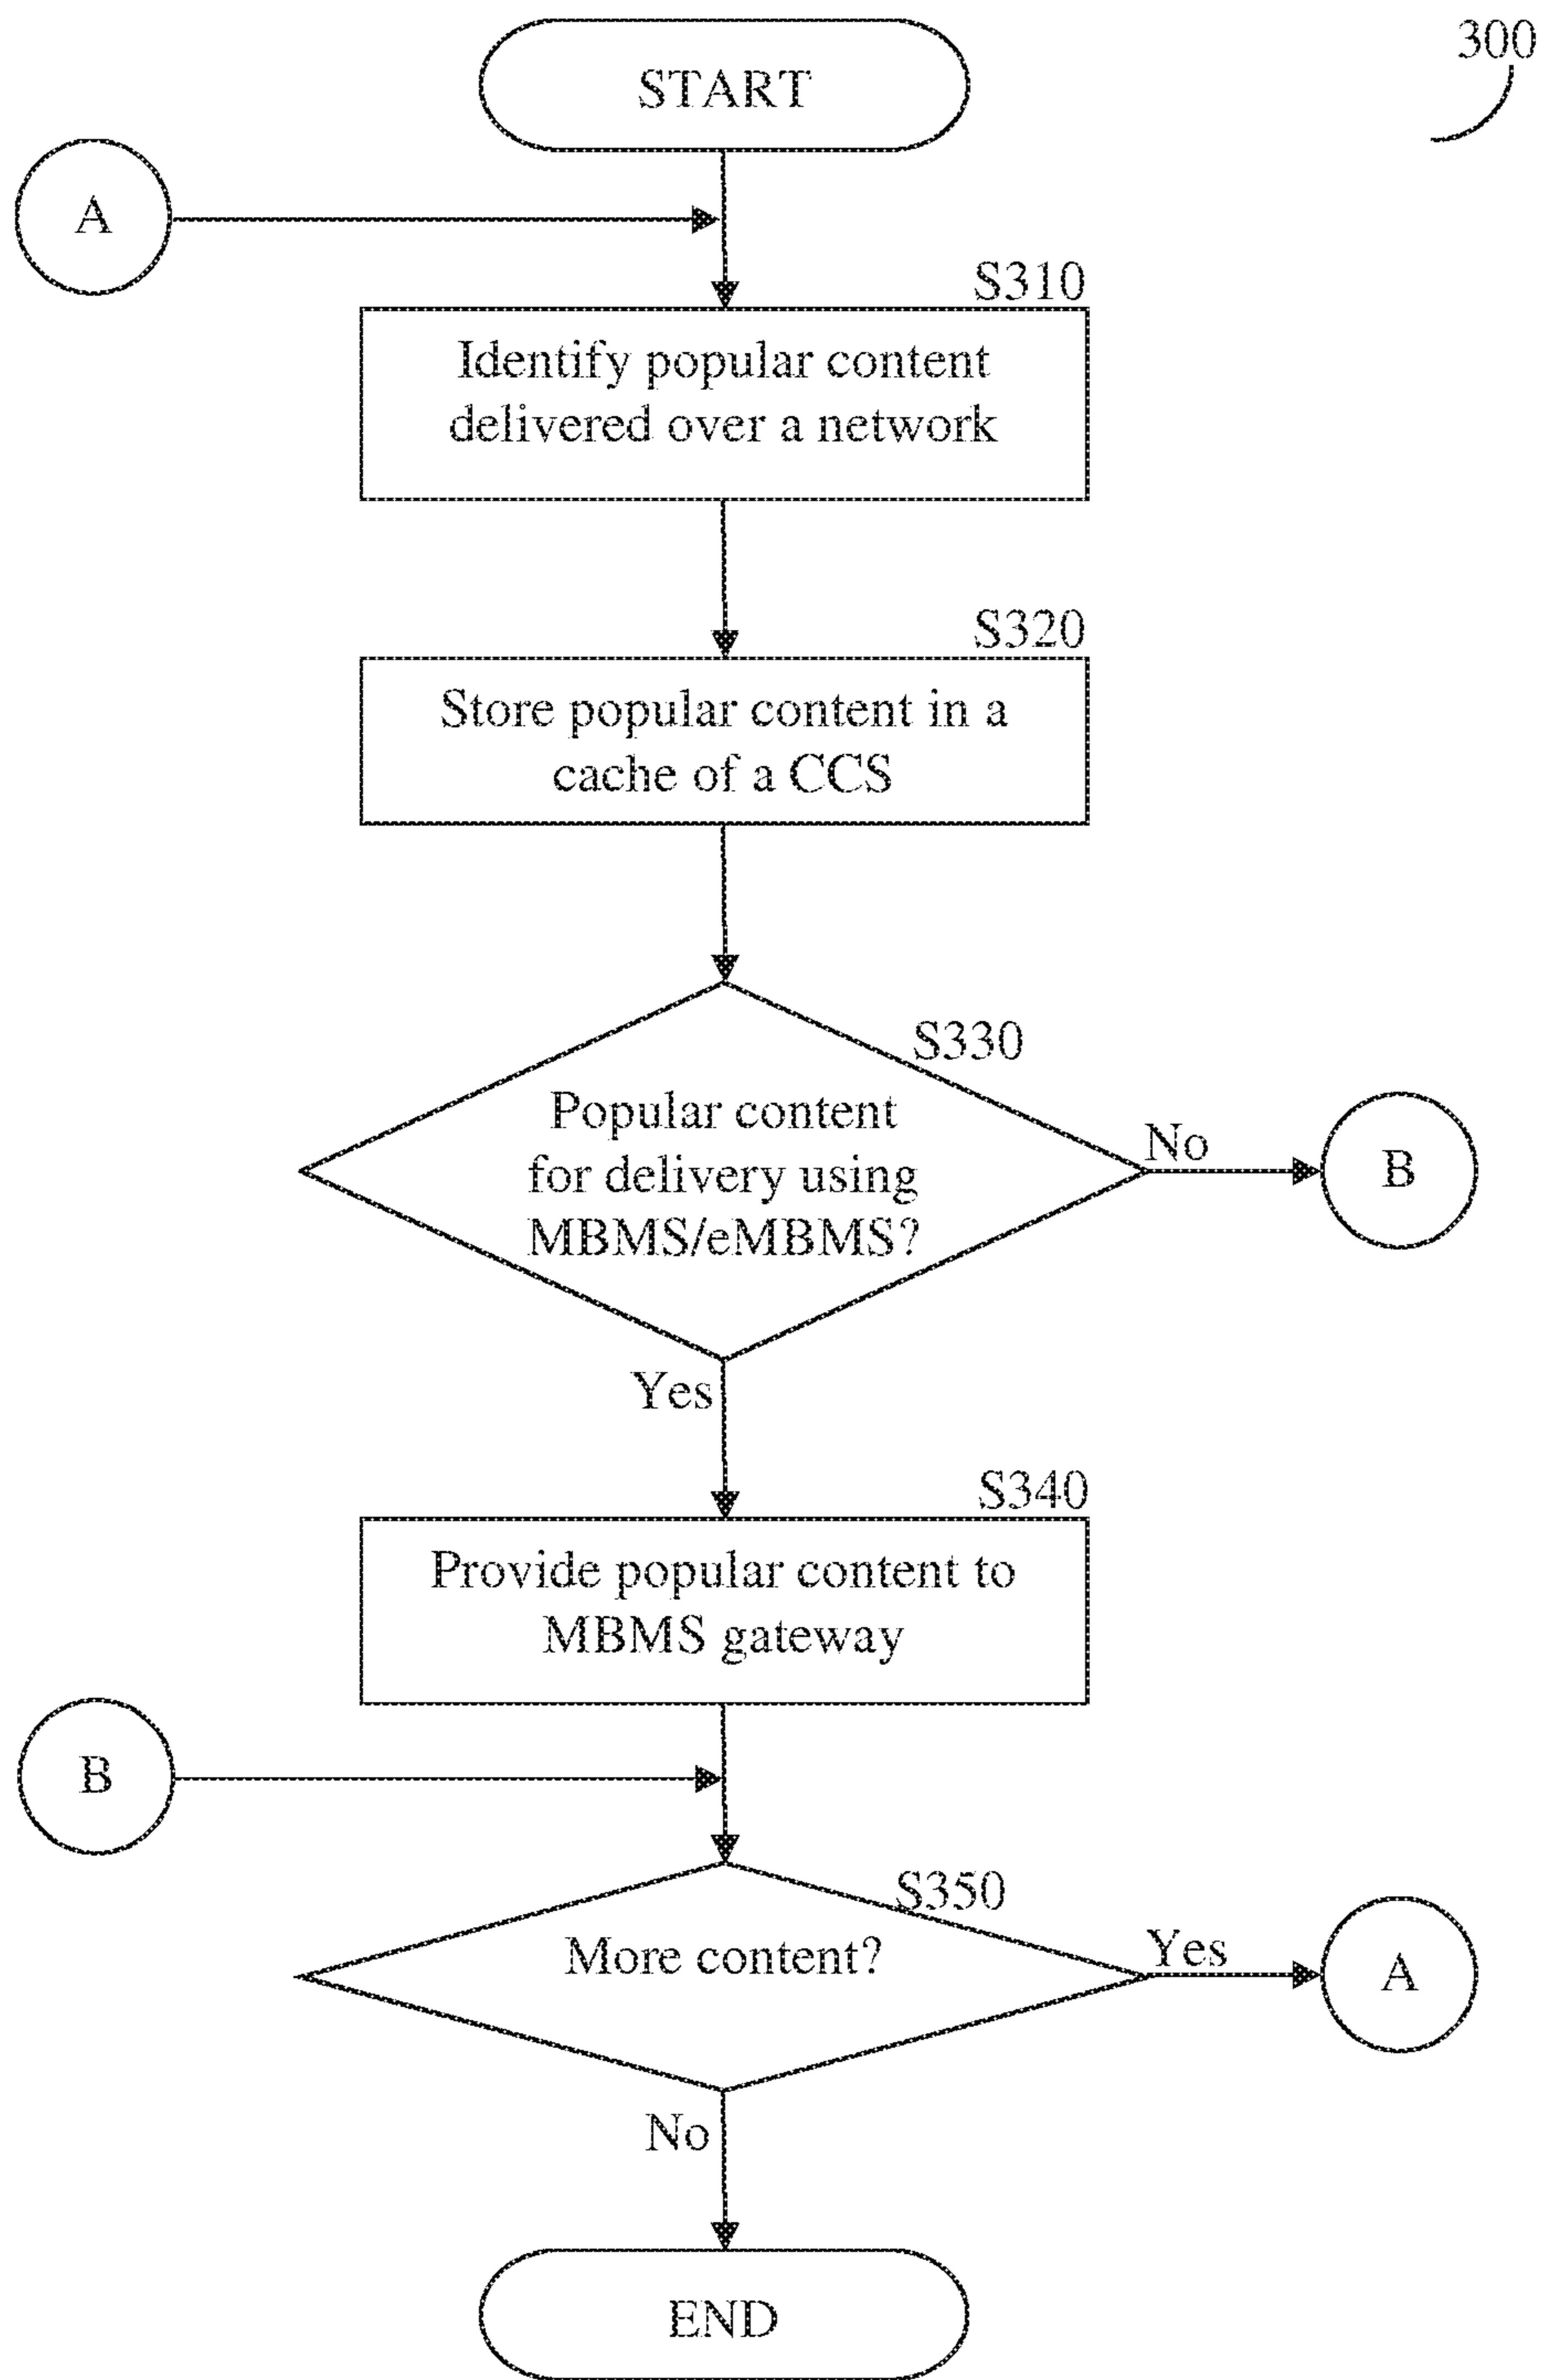 300
START
A
S310
Identify popular content
delivered over a network
S320
Store popular content in a
cache of a CCS
S330
Popular content
for delivery using
MBMS/eMBMS?
No
B
Yes
S340
Provide popular content to
MBMS gateway
B
S350
More content?
Yes
A
No
END